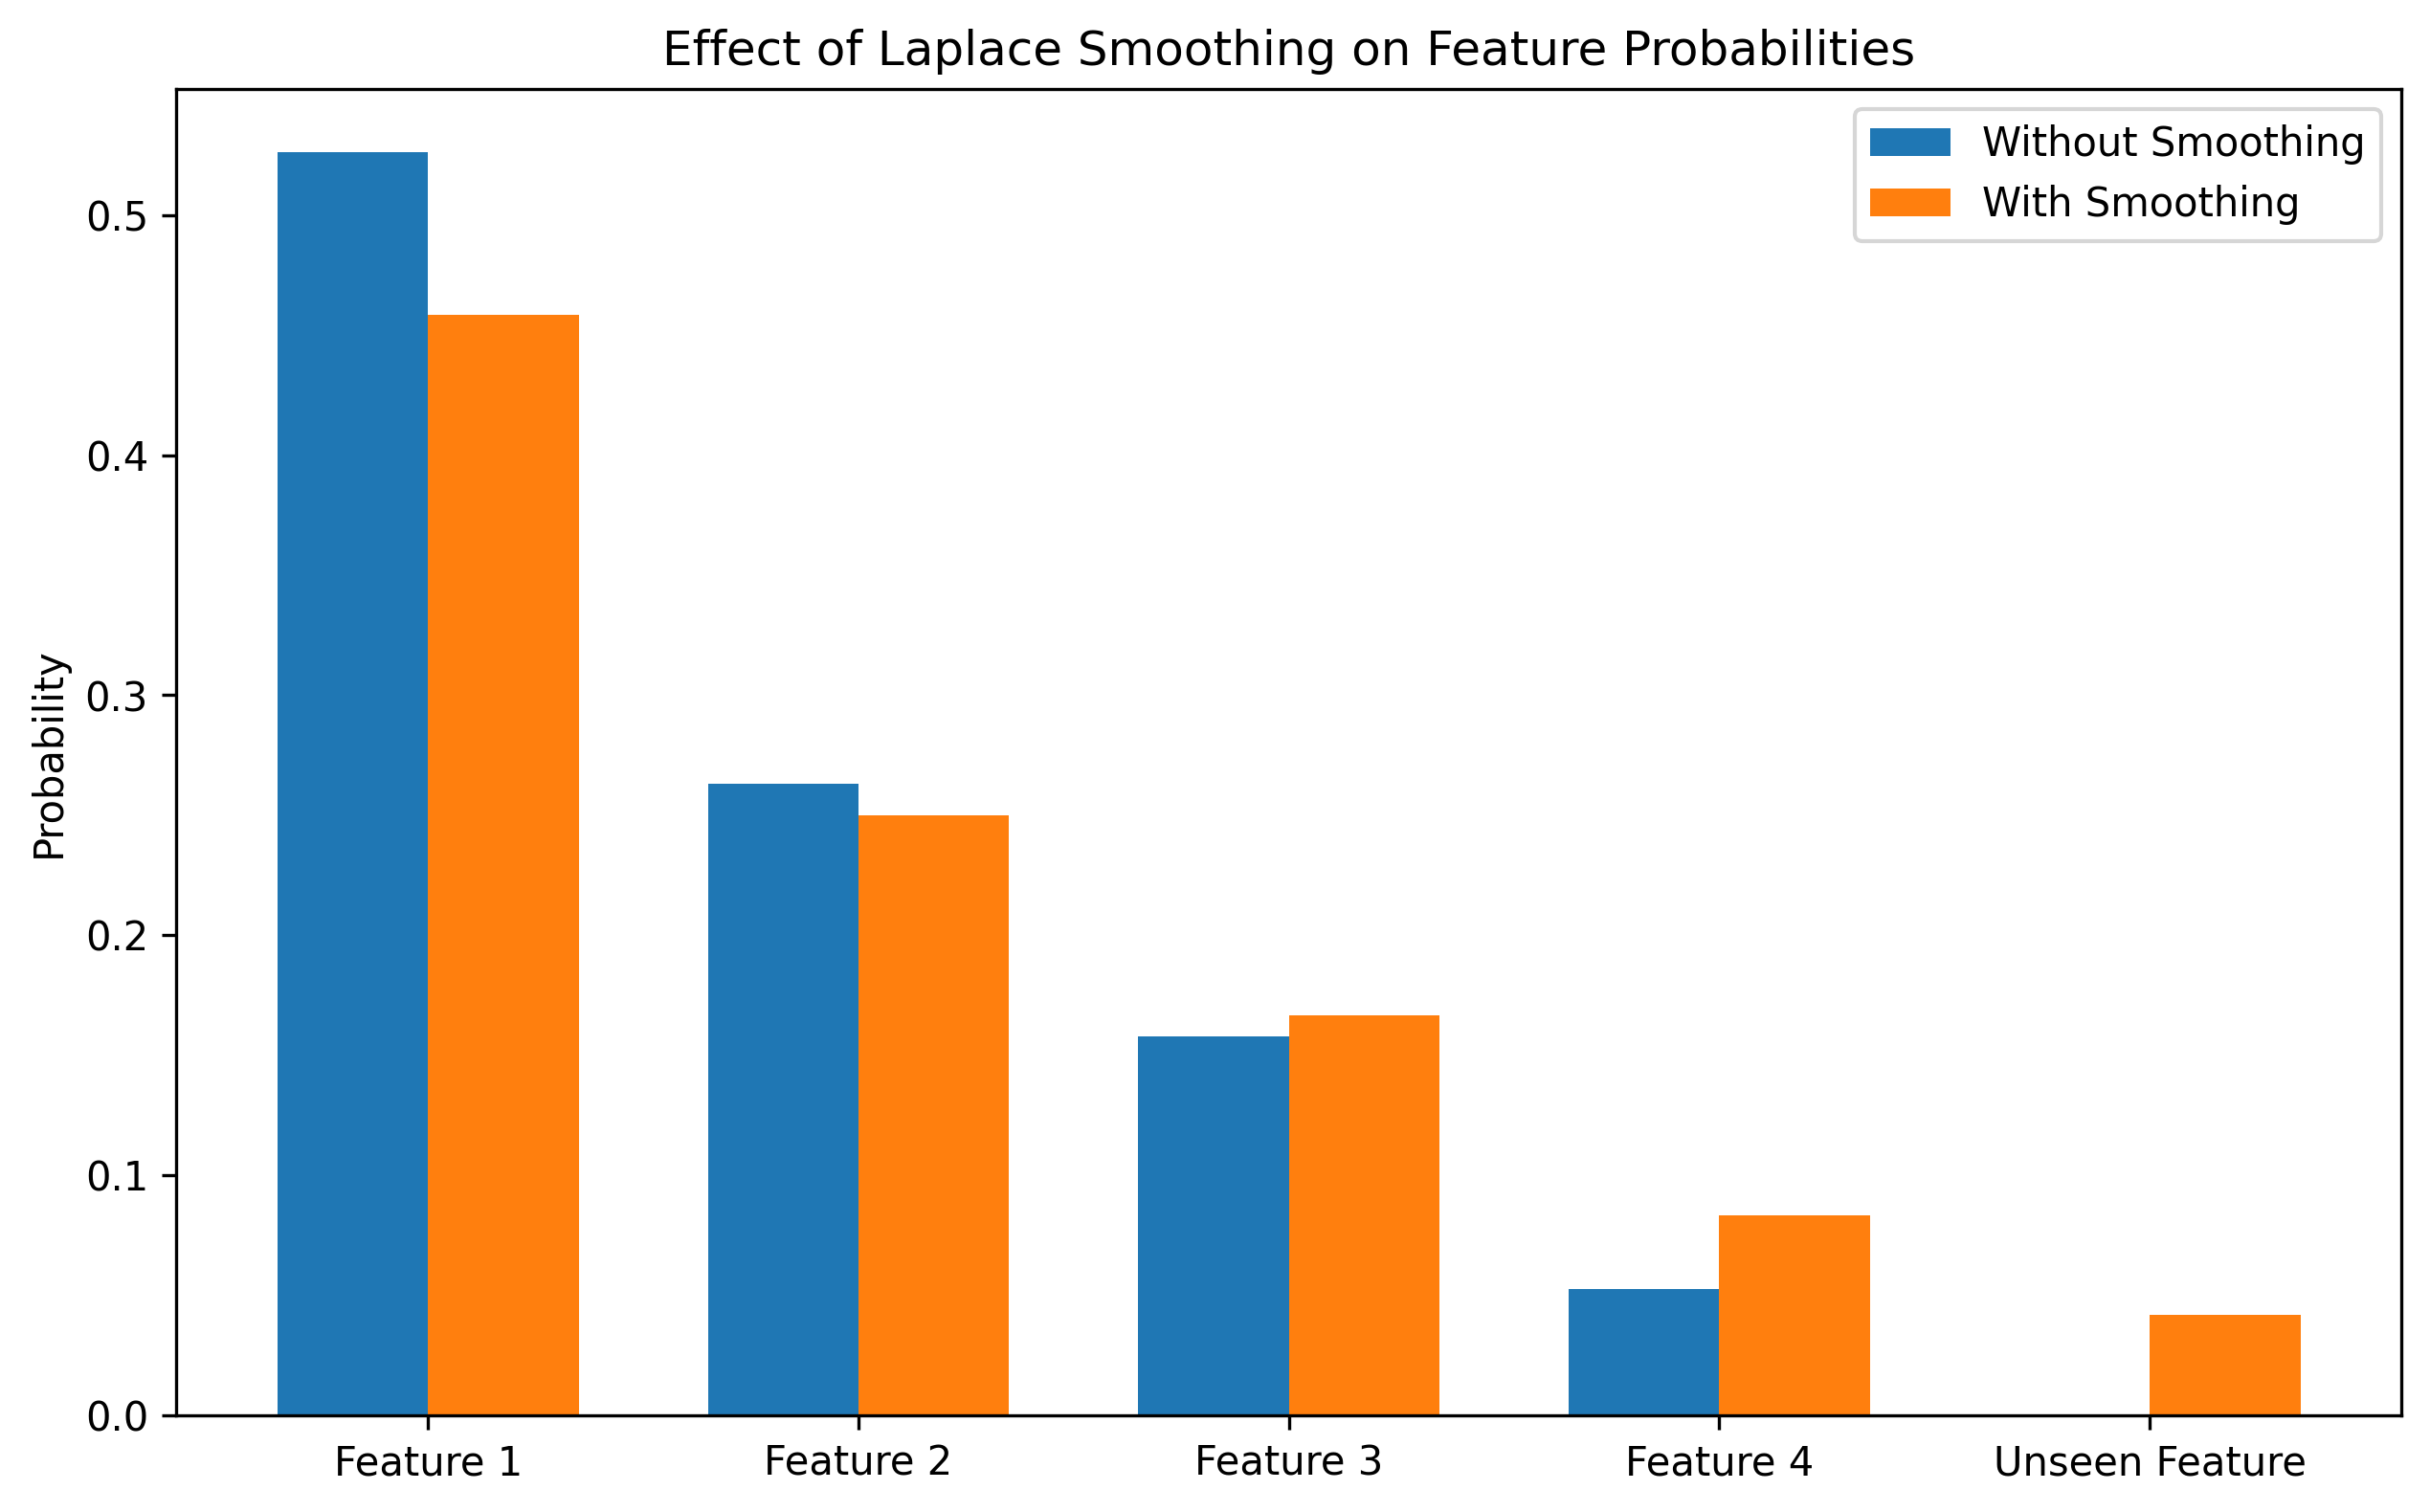 Effect of Laplace Smoothing on Feature Probabilities
Without Smoothing
With Smoothing
Probability
0.5
0.4
0.3
0.2
0.1
0.0
Feature 1
Feature 2
Feature 3
Feature 4
Unseen Feature